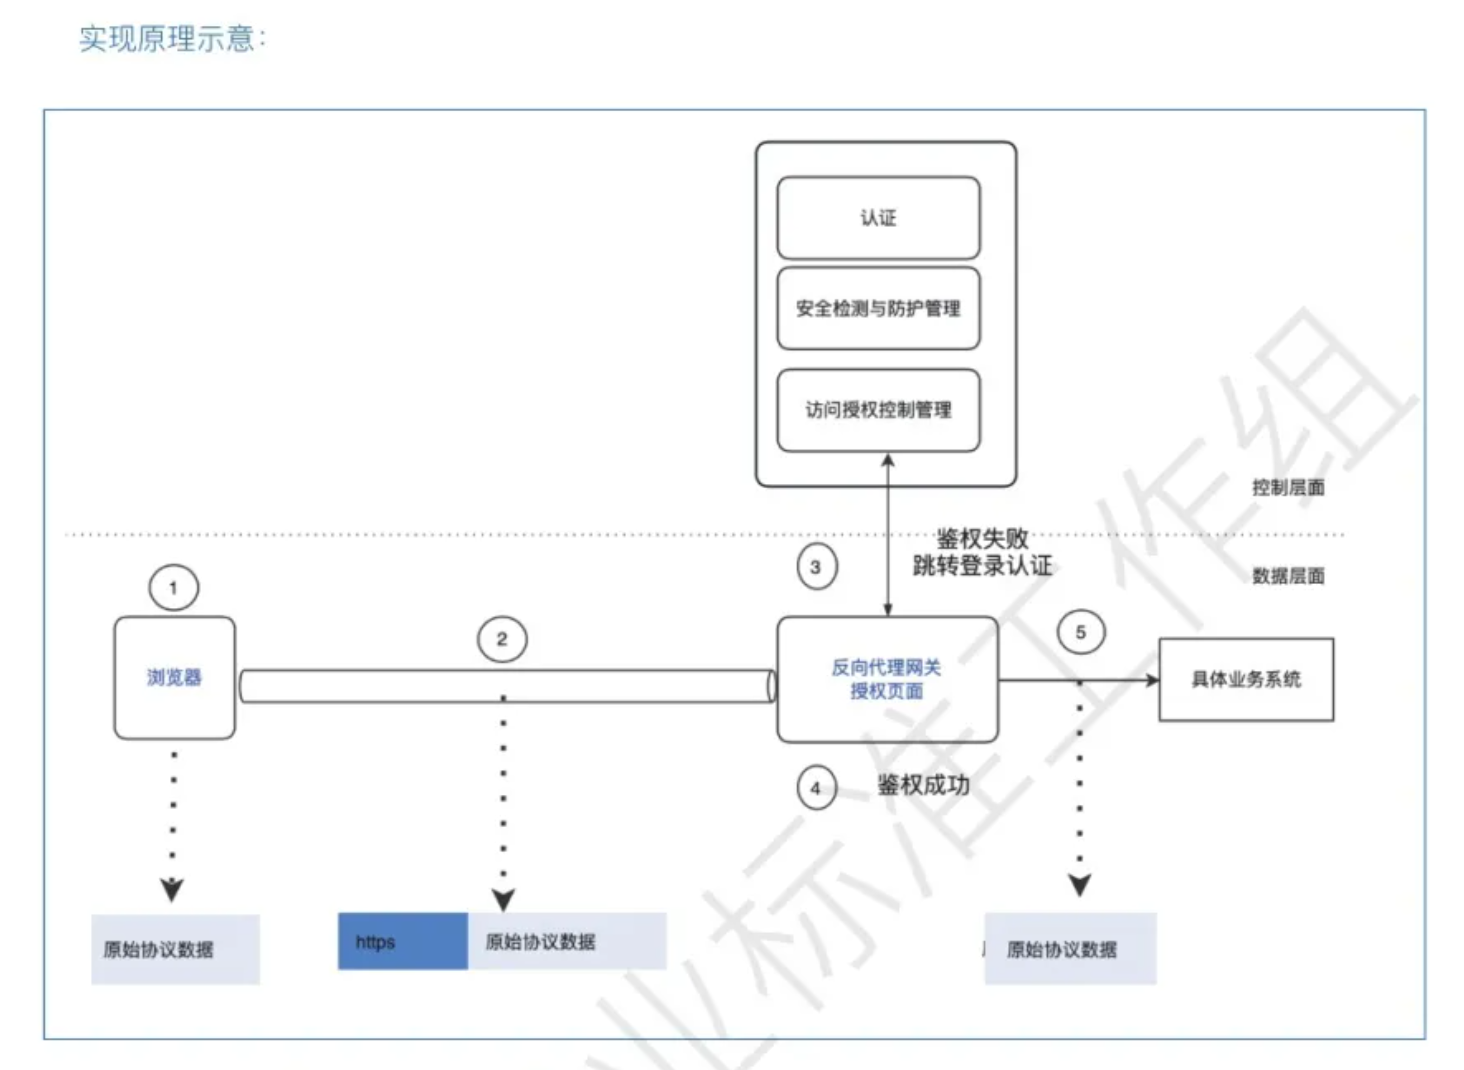 实现原理示意：
认证
安全检测与防护管理
访问授权控制管理
控制层面
鉴权失败
跳转登录认证
3
数据层面
1
2
5
浏览器
反向代理网关
授权页面
具体业务系统
4
鉴权成功
原始协议数据
https
原始协议数据
原始协议数据
业标准工作组